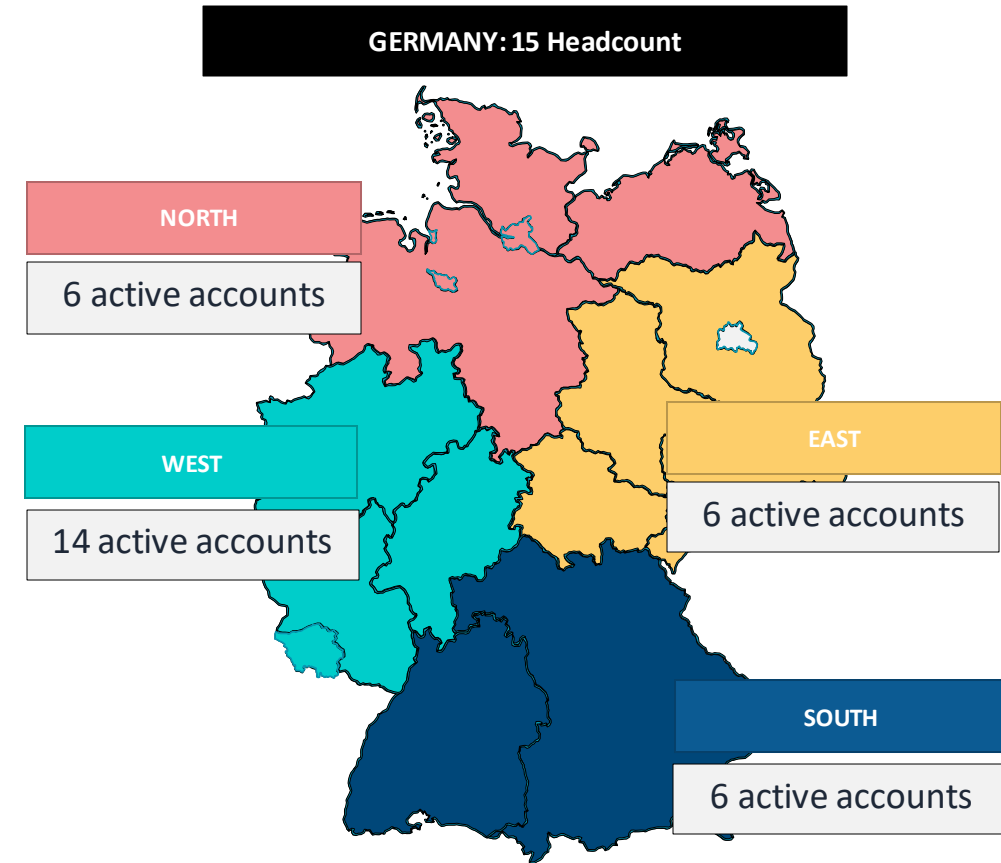 GERMANY: 15 Headcount
NORTH
6 active accounts
WEST
14 active accounts
EAST
6 active accounts
SOUTH
6 active accounts